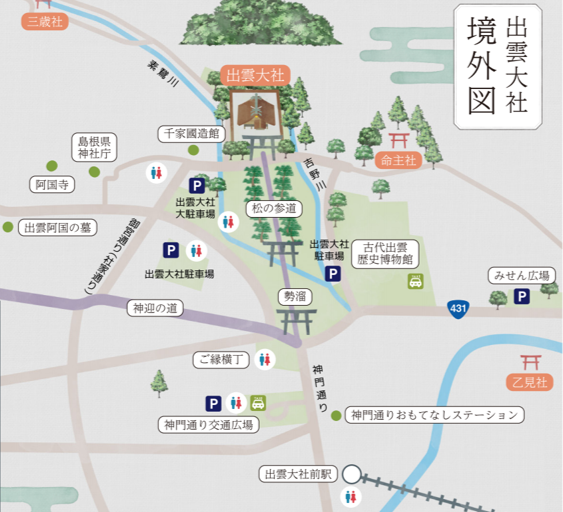 出雲大社
境外図
三歳社
素鵞川
出雲大社
千家國造館
島根県
神社庁
阿国寺
吉野川
命主社
出雲大社
大駐車場
松の参道
出雲阿国の墓
御宮通り(社家通り)
出雲大社駐車場
出雲大社
駐車場
古代出雲
歴史博物館
みせん広場
神迎の道
勢溜
431
ご縁横丁
神門通り
乙見社
神門通り交通広場
神門通りおもてなしステーション
出雲大社前駅
P
P
P
P
P